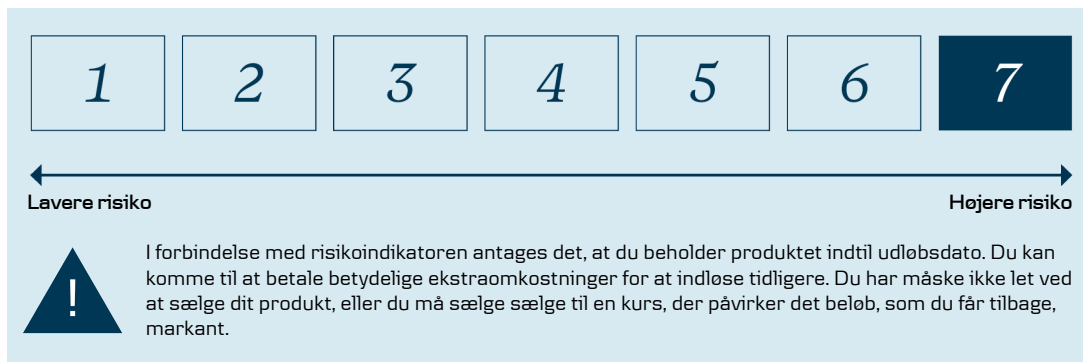 1 2 3 4 5 6 7
Lavere risiko Højere risiko
! I forbindelse med risikoindikatoren antages det, at du beholder produktet indtil udløbsdato. Du kan
komme til at betale betydelige ekstraomkostninger for at indløse tidligere. Du har måske ikke let ved
at sælge dit produkt, eller du må sælge sælge til en kurs, der påvirker det beløb, som du får tilbage,
markant.